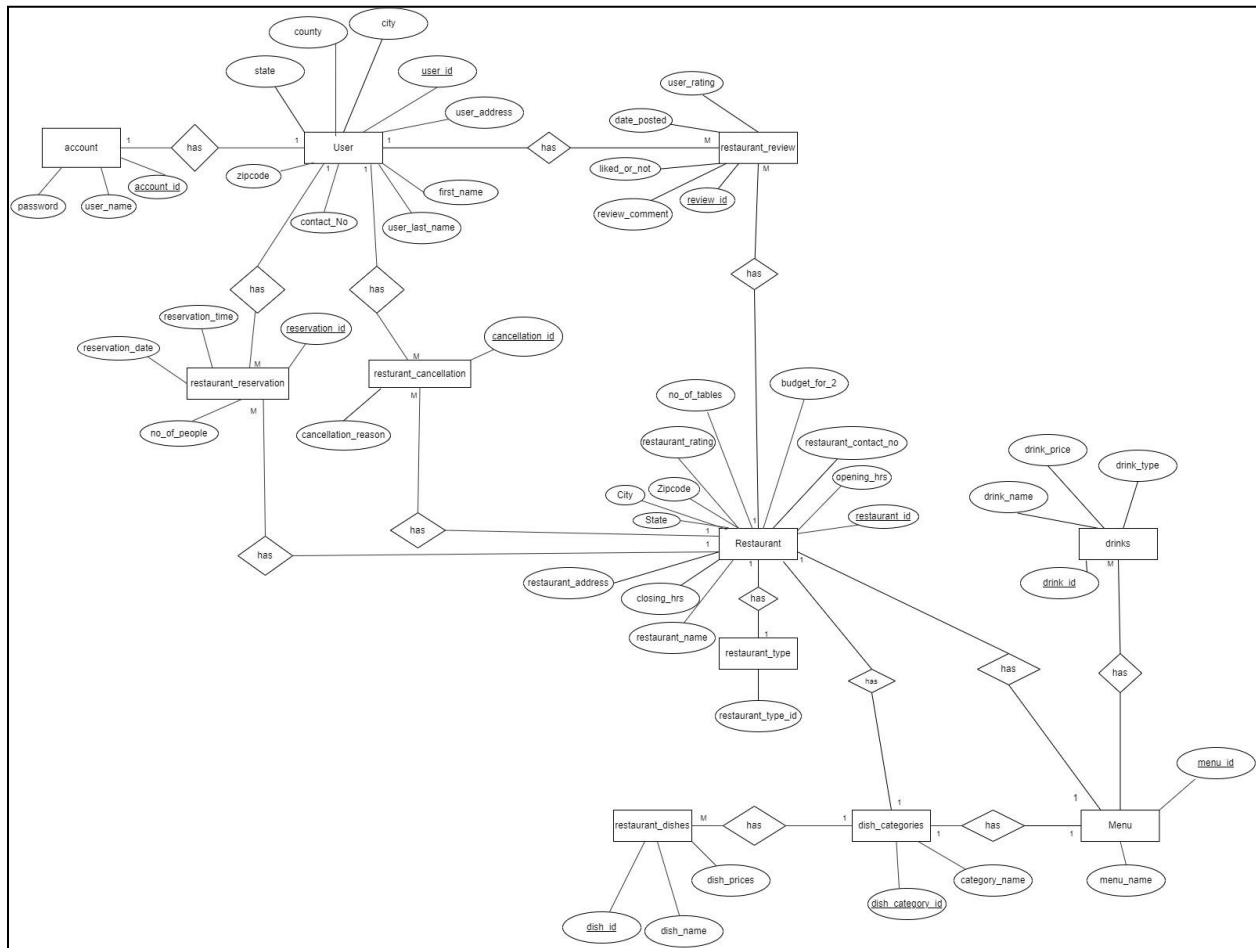 city
county
user_id
state
user_rating
user_address
date_posted
account
1
has
1
User
1
has
M
restaurant_review
liked_or_not
M
zipcode
account_id
first_name
review_id
password
user_name
1
1
contact_No
user_last_name
review_comment
has
has
has
reservation_time
reservation_id
cancellation_id
reservation_date
M
M
restaurant_reservation
resturant_cancellation
budget_for_2
M
M
no_of_tables
no_of_people
cancellation_reason
restaurant_rating
restaurant_contact_no
drink_price
drink_type
opening_hrs
Zipcode
City
drink_name
restaurant_id
State
1
has
1
1
Restaurant
drinks
has
1
1
1
1
M
restaurant_address
drink_id
closing_hrs
has
restaurant_name
1
restaurant_type
has
has
has
restaurant_type_id
menu_id
1
1
restaurant_dishes
M
has
1
dish_categories
1
has
1
Menu
dish_prices
category_name
menu_name
dish_category_id
dish_id
dish_name